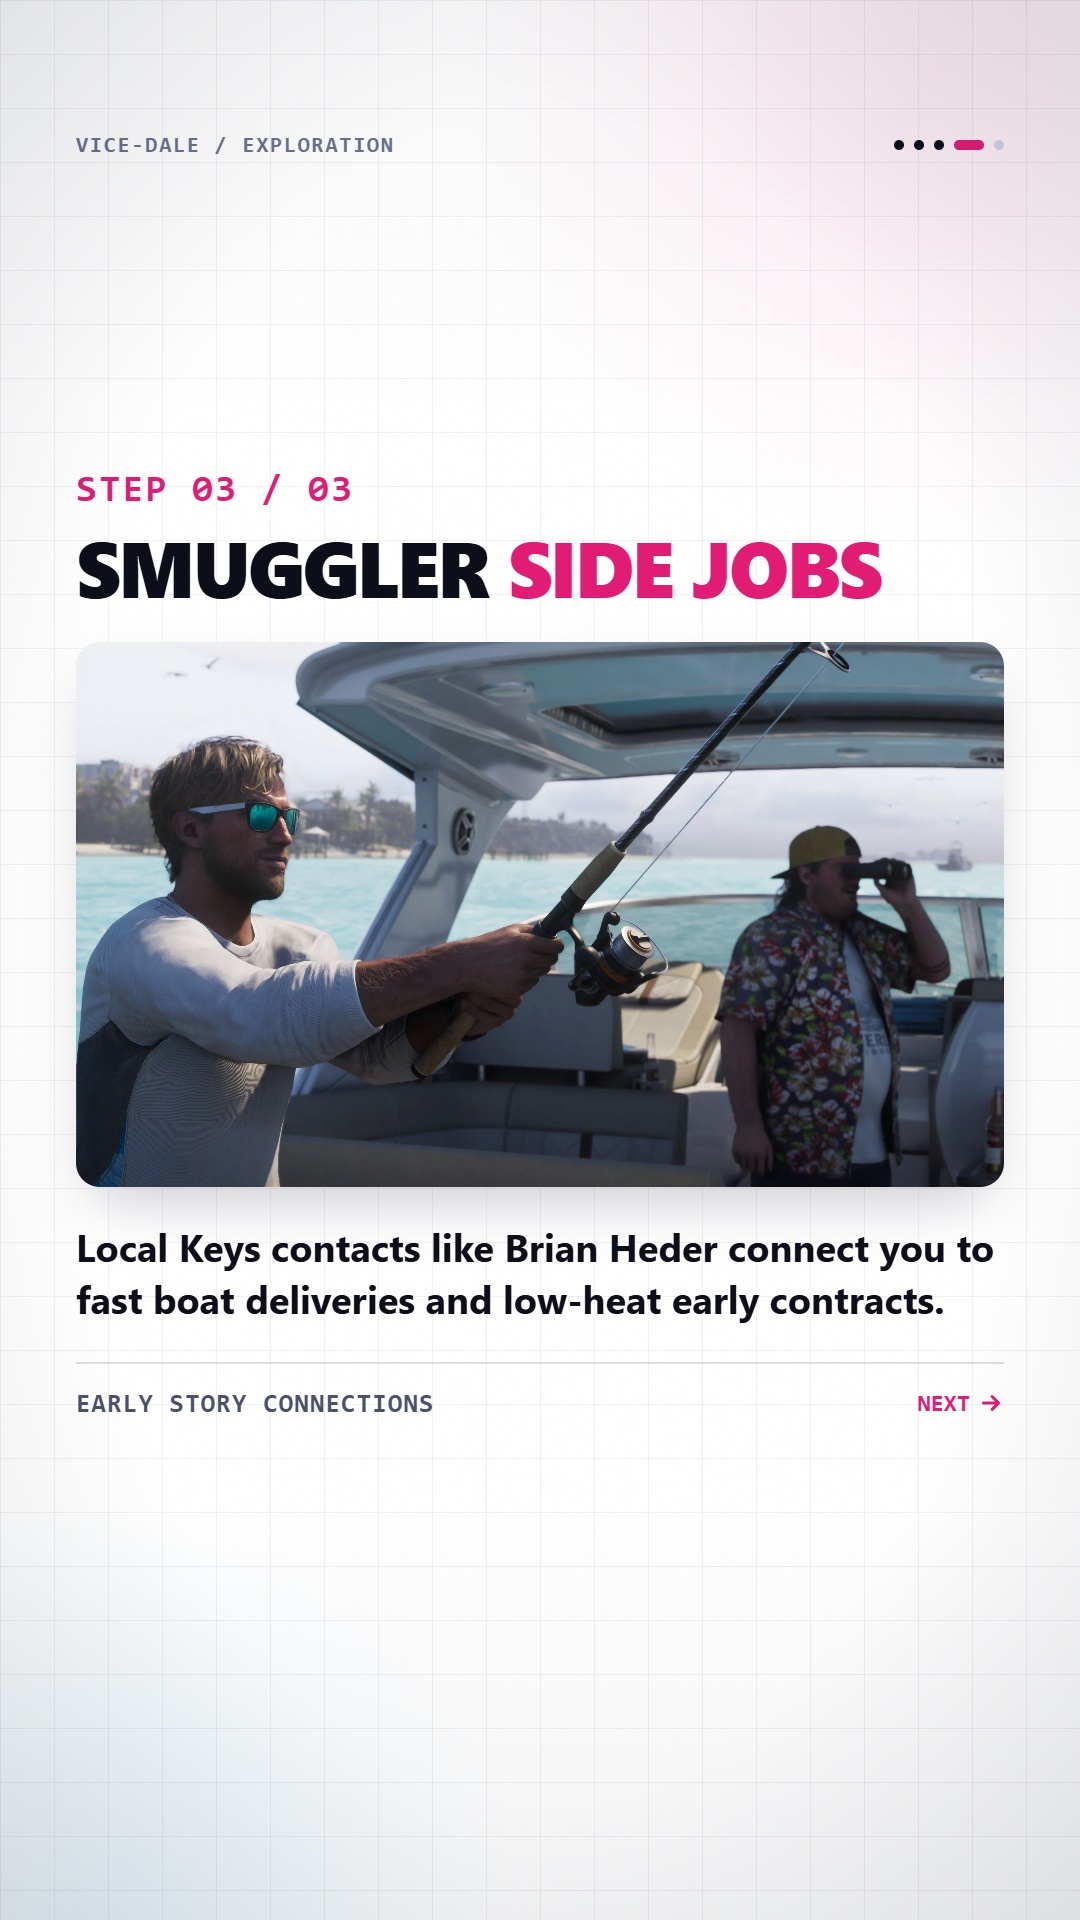 VICE-DALE / EXPLORATION
STEP 03 / 03
SMUGGLER SIDE JOBS
Local Keys contacts like Brian Heder connect you to
fast boat deliveries and low-heat early contracts.
EARLY STORY CONNECTIONS
NEXT →